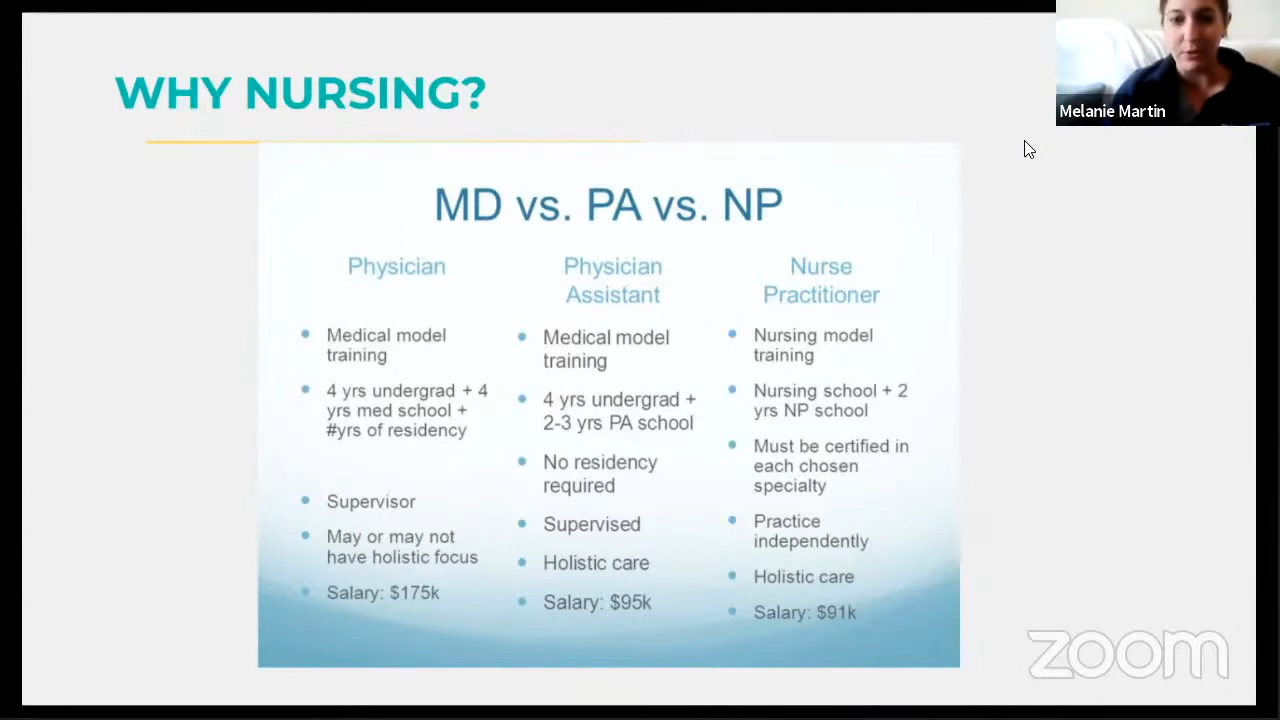 WHY NURSING?
Melanie Martin
MD vs. PA vs. NP
Physician
Medical model
training
4 yrs undergrad + 4
yrs med school +
#yrs of residency
Supervisor
May or may not
have holistic focus
Salary: $175k
Physician
Assistant
Medical model
training
4 yrs undergrad +
2-3 yrs PA school
No residency
required
Supervised
Holistic care
Salary: $95k
Nurse
Practitioner
Nursing model
training
Nursing school + 2
yrs NP school
Must be certified in
each chosen
specialty
Practice
independently
Holistic care
Salary: $91k
zoom